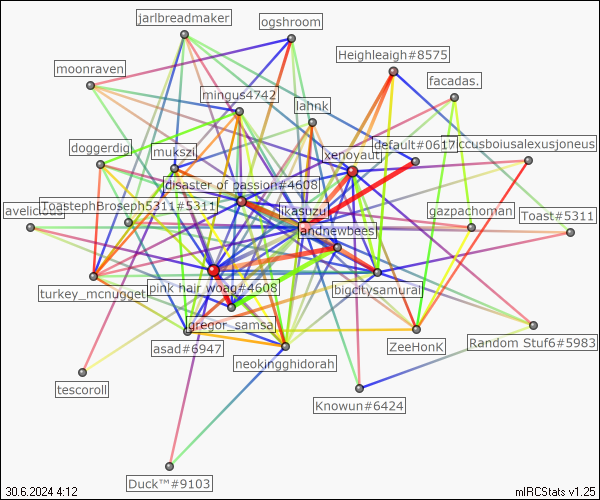 jarlbreadmaker
ogshroom
Heighleaigh#8575
moonraven
mingus4742
facadas.
lahnk
doggerdig
mukszi
xenoyaut
default#0617
ccusboiusalexusjoneus
disaster of passion#4608
ToastephBroseph5311#5311
avelicious
ikasuzu
gazpachoman
Toast#5311
landnewbees
turkey_mcnugget
pink hair woag#4608
bigcitysamurai
gregor_samsa
asad#6947
ZeeHonK
Random Stuf6#5983
neokingghidorah
tescoroll
Knowun#6424
Duck™#9103
30.6.2024 4:12
mIRCStats v1.25